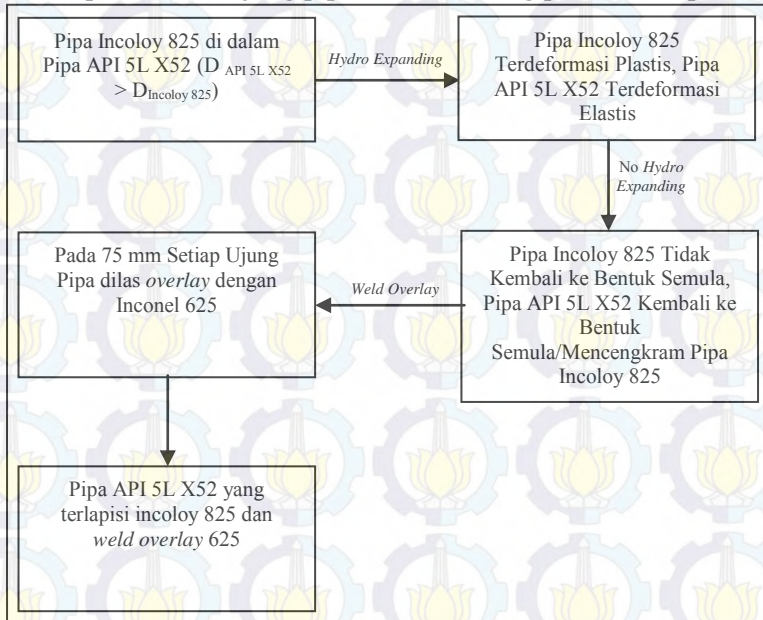 Pipa Incoloy 825 di dalam
Pipa API 5L X52 (D API 5L X52
> DIncoloy 825)
Hydro Expanding
Pipa Incoloy 825
Terdeformasi Plastis, Pipa
API 5L X52 Terdeformasi
Elastis
No Hydro
Expanding
Pipa Incoloy 825 Tidak
Kembali ke Bentuk Semula,
Pipa API 5L X52 Kembali ke
Bentuk
Semula/Mencengkram Pipa
Incoloy 825
Weld Overlay
Pada 75 mm Setiap Ujung
Pipa dilas overlay dengan
Inconel 625
Pipa API 5L X52 yang
terlapisi incoloy 825 dan
weld overlay 625